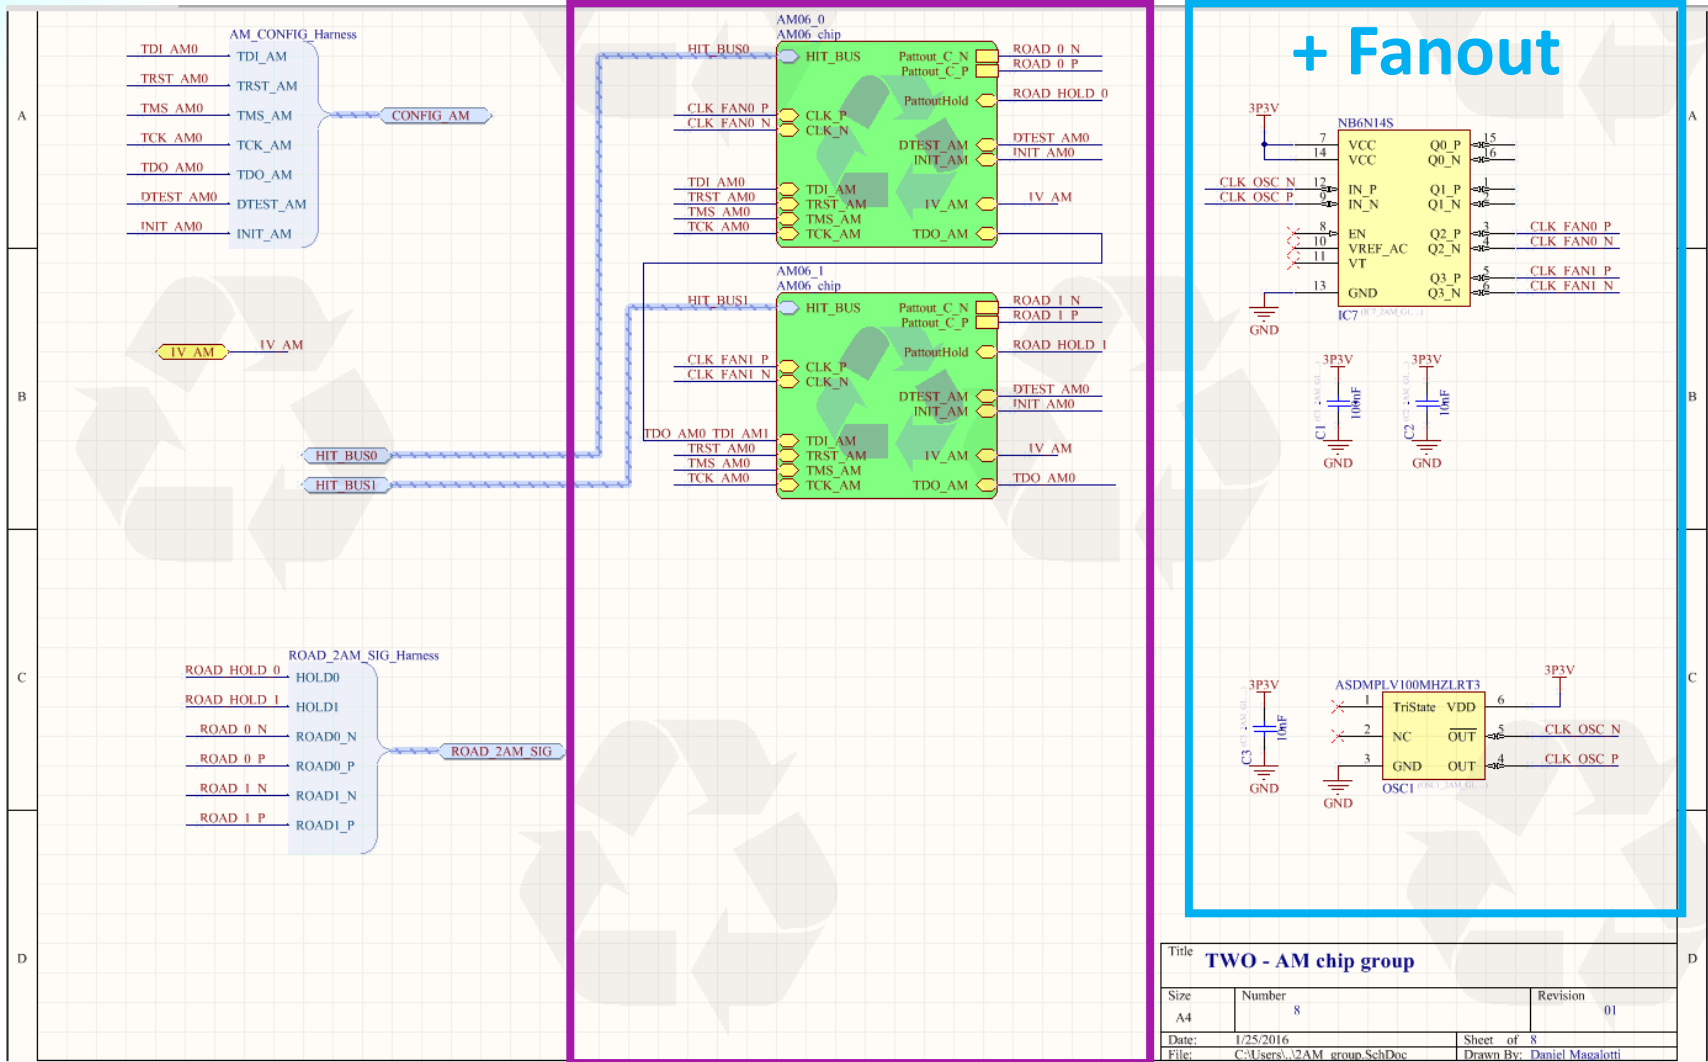 AM_CONFIG_Harness
TDI_AM0
TDI_AM
TRST_AM0
TRST_AM
TMS_AM0
TMS_AM
CONFIG_AM
TCK_AM0
TCK_AM
TDO_AM0
TDO_AM
DTEST_AM0
DTEST_AM
INIT_AM0
INIT_AM
A
B
C
D
1V_AM
1V_AM
HIT_BUS0
HIT_BUS1
ROAD_2AM_SIG_Harness
ROAD_HOLD_0
HOLD0
ROAD_HOLD_1
HOLD1
ROAD_0_N
ROAD0_N
ROAD_2AM_SIG
ROAD_0_P
ROAD0_P
ROAD_1_N
ROAD1_N
ROAD_1_P
ROAD1_P
AM06_0
AM06_chip
HIT_BUS0
HIT_BUS
Pattout_C_N
ROAD_0_N
Pattout_C_P
ROAD_0_P
PattoutHold
ROAD_HOLD_0
CLK_FAN0_P
CLK_P
CLK_FAN0_N
CLK_N
DTEST_AM
DTEST_AM0
INIT_AM
INIT_AM0
TDI_AM0
TDI_AM
TRST_AM0
TRST_AM
1V_AM
1V_AM
TMS_AM0
TMS_AM
TCK_AM0
TCK_AM
TDO_AM
AM06_1
AM06_chip
HIT_BUS1
HIT_BUS
Pattout_C_N
ROAD_1_N
Pattout_C_P
ROAD_1_P
PattoutHold
ROAD_HOLD_1
CLK_FAN1_P
CLK_P
CLK_FAN1_N
CLK_N
DTEST_AM
DTEST_AM0
INIT_AM
INIT_AM0
TDO_AM0_TDI_AM1
TDI_AM
TRST_AM0
TRST_AM
1V_AM
1V_AM
TMS_AM0
TMS_AM
TCK_AM0
TCK_AM
TDO_AM
TDO_AM0
+ Fanout
3P3V
NB6N14S
7
VCC
Q0_P
15
14
VCC
Q0_N
16
CLK_OSC_N
12
IN_P
Q1_P
1
CLK_OSC_P
9
IN_N
Q1_N
2
8
EN
Q2_P
3
CLK_FAN0_P
10
VREF_AC
Q2_N
4
CLK_FAN0_N
11
VT
Q3_P
5
CLK_FAN1_P
13
GND
Q3_N
6
CLK_FAN1_N
IC7
GND
3P3V
3P3V
C1
100nF
C2
10nF
GND
GND
3P3V
ASDMPLV100MHZLRT3
3P3V
1
TriState
VDD
6
2
NC
OUT
5
CLK_OSC_N
3
GND
OUT
4
CLK_OSC_P
C3
10nF
OSC1
GND
GND
A
B
C
D
Title
TWO - AM chip group
Size
Number
Revision
A4
8
01
Date:
1/25/2016
Sheet of 8
File:
C:\Users\..\2AM_group.SchDoc
Drawn By:
Daniel Magalotti